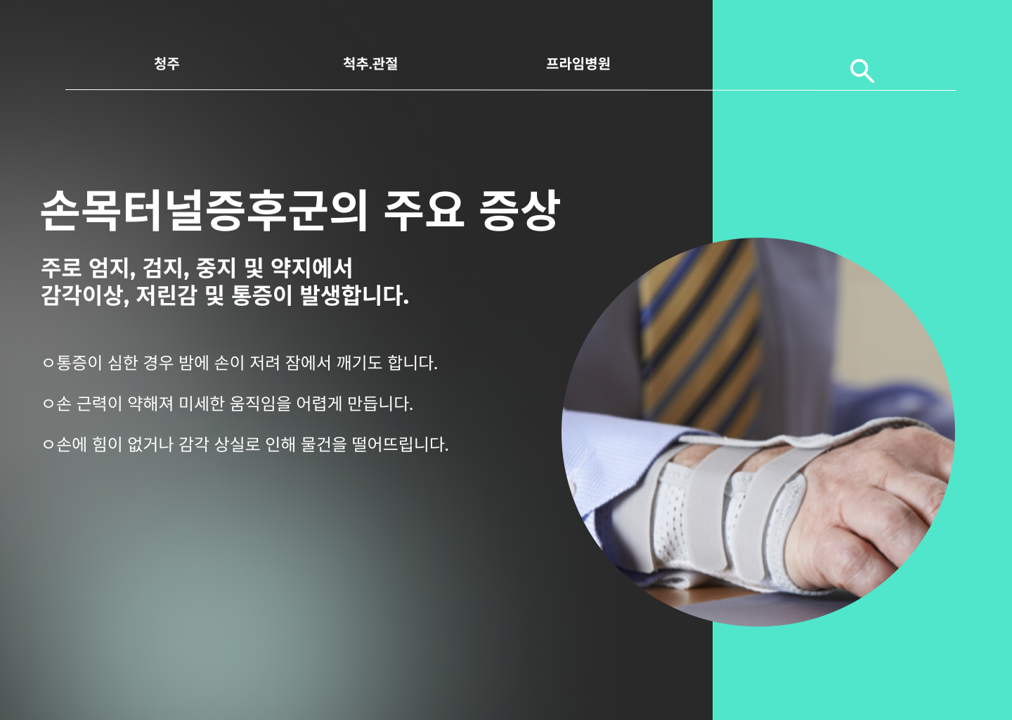 청주 척추.관절 프라임병원
손목터널증후군의 주요 증상
주로 엄지, 검지, 중지 및 약지에서
감각이상, 저린감 및 통증이 발생합니다.
ㅇ통증이 심한 경우 밤에 손이 저려 잠에서 깨기도 합니다.
ㅇ손 근력이 약해져 미세한 움직임을 어렵게 만듭니다.
ㅇ손에 힘이 없거나 감각 상실로 인해 물건을 떨어뜨립니다.